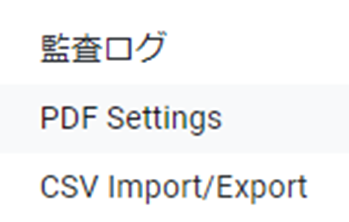 監査ログ
PDF Settings
CSV Import/Export